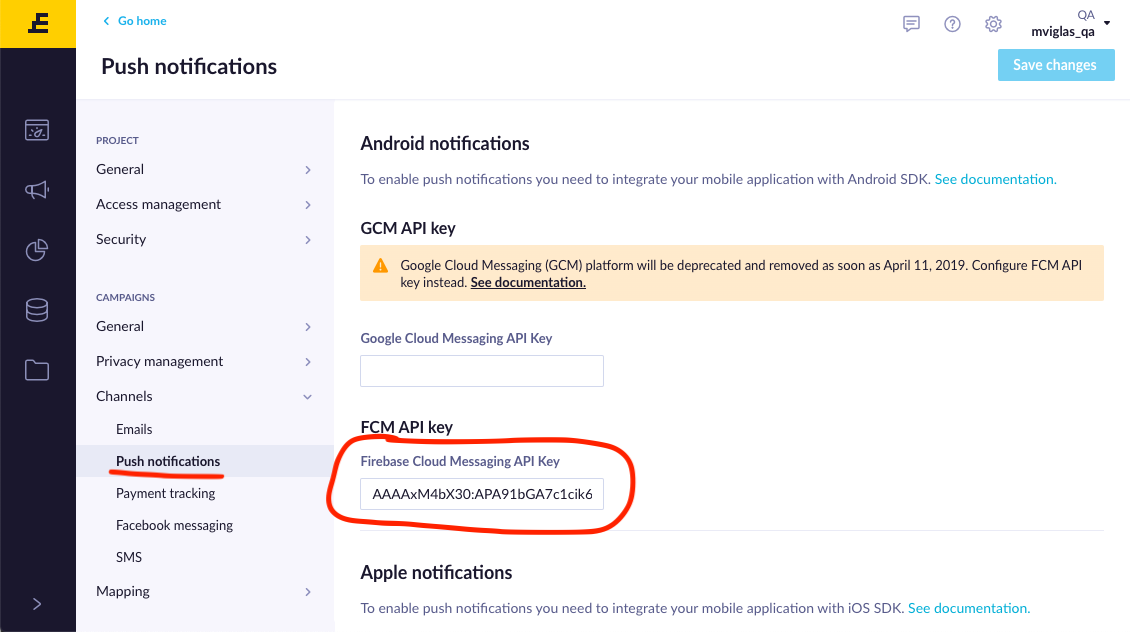 Go home
QA
mviglas_qa
Push notifications
Save changes
PROJECT
General
Access management
Security
CAMPAIGNS
General
Privacy management
Channels
Emails
Push notifications
Payment tracking
Facebook messaging
SMS
Mapping
Android notifications
To enable push notifications you need to integrate your mobile application with Android SDK. See documentation.
GCM API key
Google Cloud Messaging (GCM) platform will be deprecated and removed as soon as April 11, 2019. Configure FCM API
key instead. See documentation.
Google Cloud Messaging API Key
FCM API key
Firebase Cloud Messaging API Key
AAAAxM4bX30:APA91bGA7c1cik6
Apple notifications
To enable push notifications you need to integrate your mobile application with iOS SDK. See documentation.